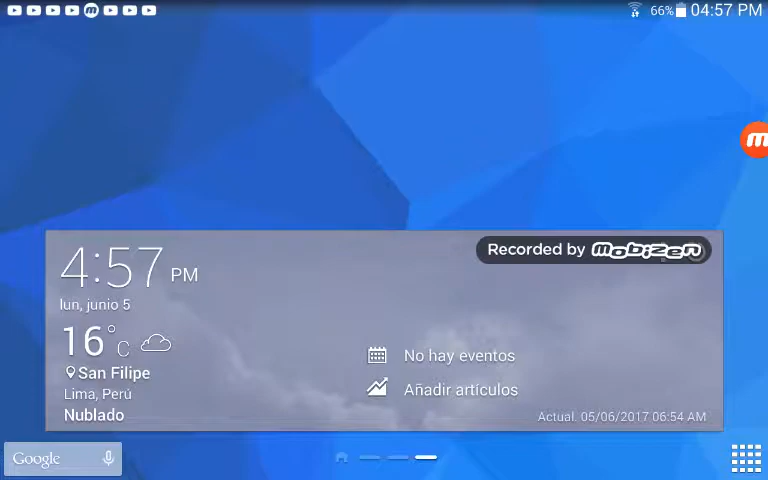 66% 04:57 PM
Recorded by mobizen
4:57 PM
lun, junio 5
16°C
San Filipe
Lima, Perú
Nublado
No hay eventos
Añadir artículos
Actual. 05/06/2017 06:54 AM
Google